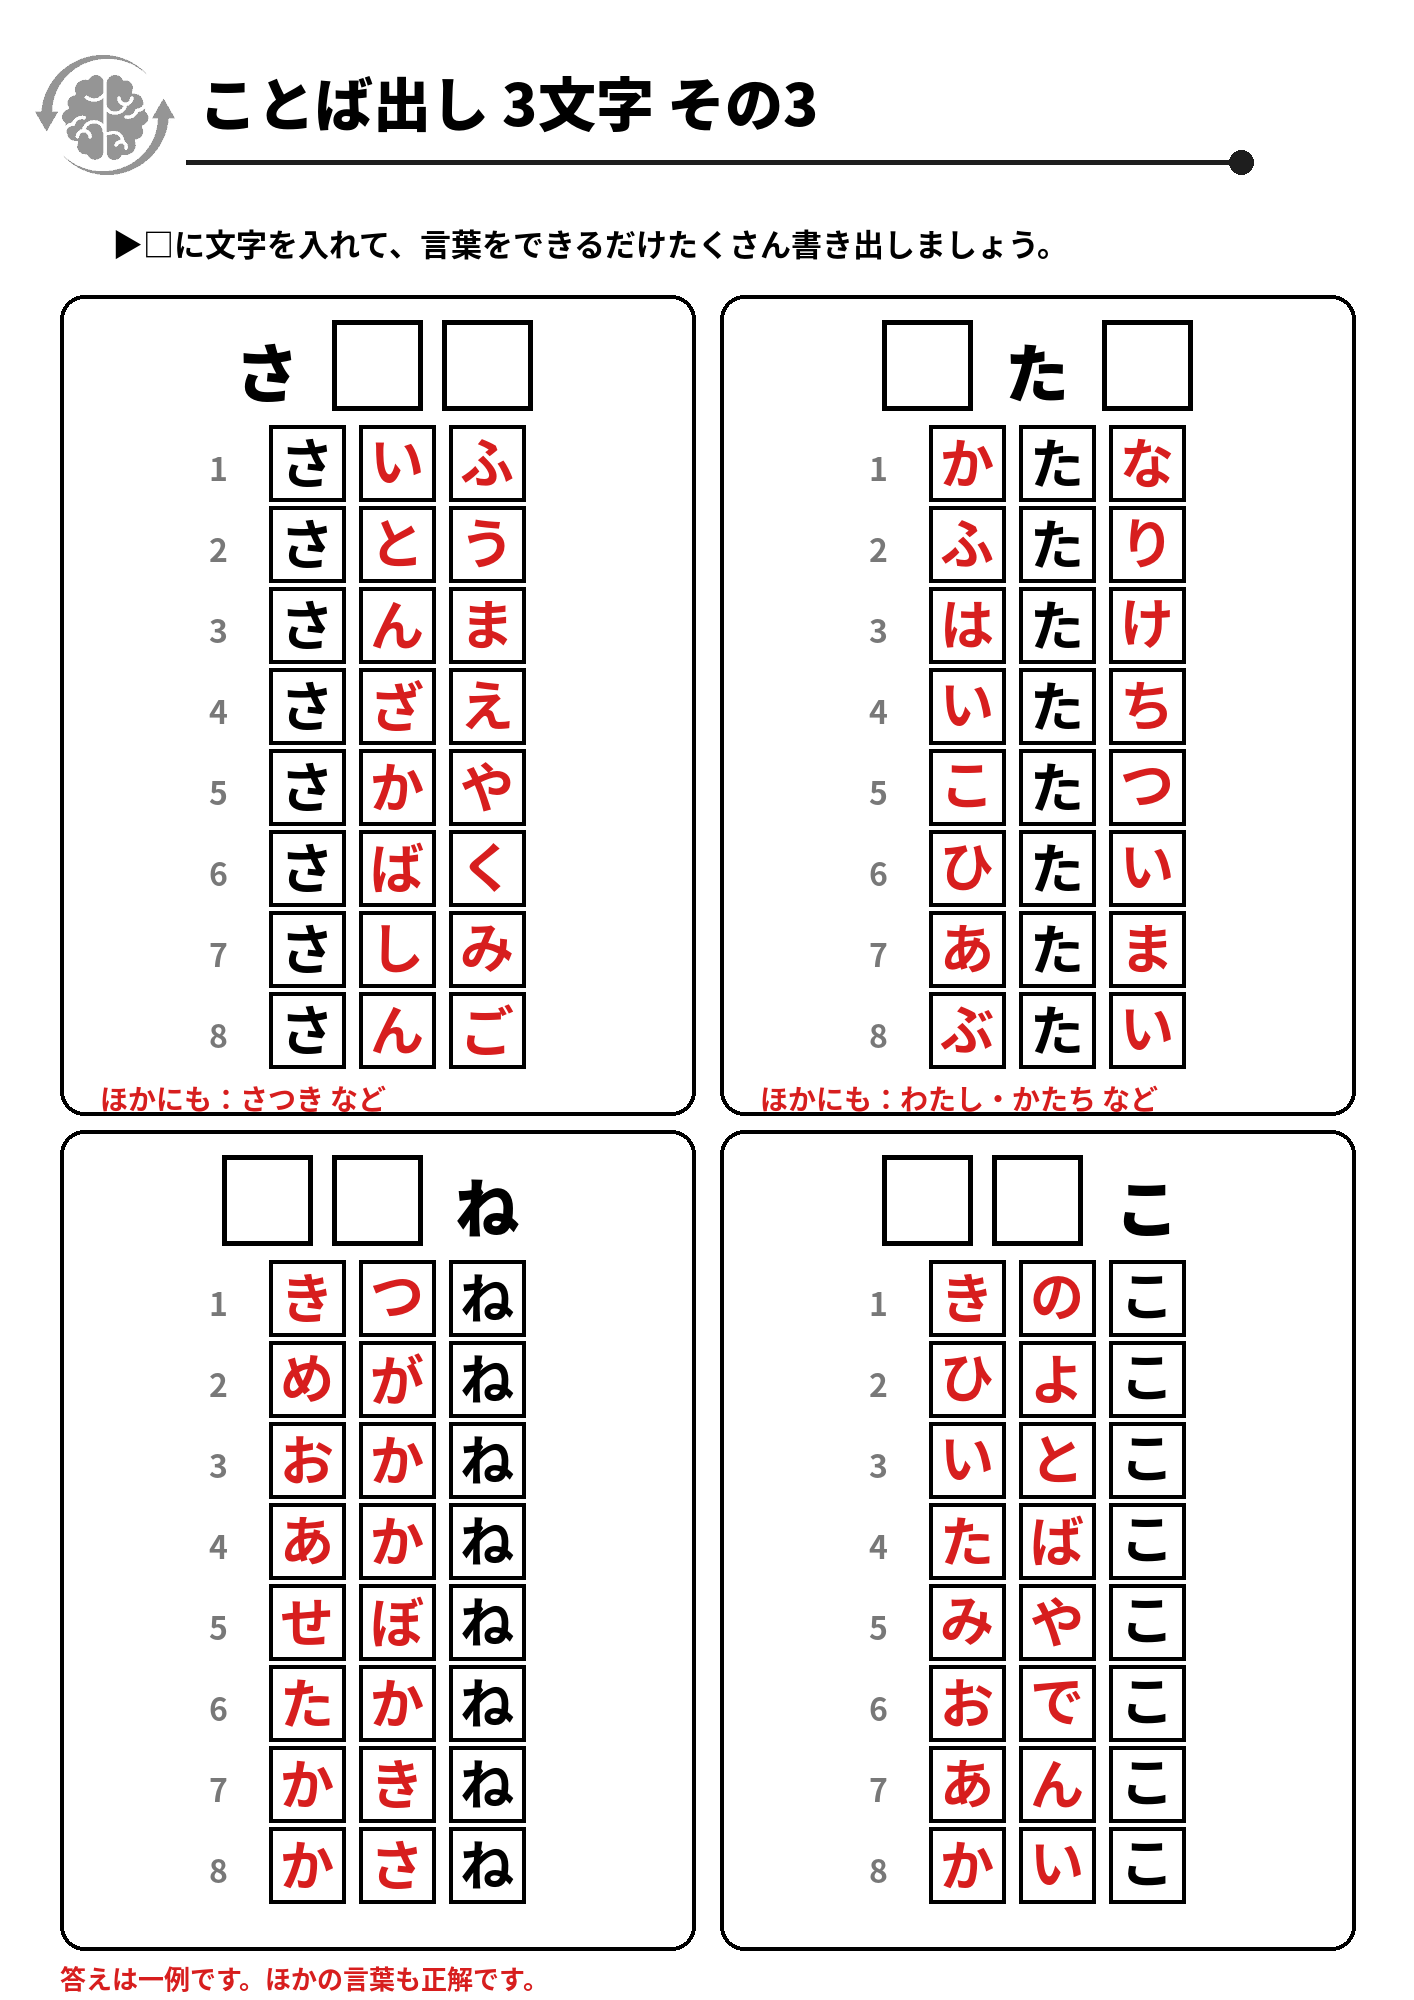 ことば出し 3文字 その3
▶□に文字を入れて、言葉をできるだけたくさん書き出しましょう。
さ□□
1 さいふ
2 さとう
3 さんま
4 さざえ
5 さかや
6 さばく
7 さしみ
8 さんご
ほかにも：さつき など
□た□
1 かたな
2 ふたり
3 はたけ
4 いたち
5 こたつ
6 ひたい
7 あたま
8 ぶたい
ほかにも：わたし・かたち など
□□ね
1 きつね
2 めがね
3 おかね
4 あかね
5 せぼね
6 たかね
7 かきね
8 かさね
□□こ
1 きのこ
2 ひよこ
3 いとこ
4 たばこ
5 みやこ
6 おでこ
7 あんこ
8 かいこ
答えは一例です。ほかの言葉も正解です。